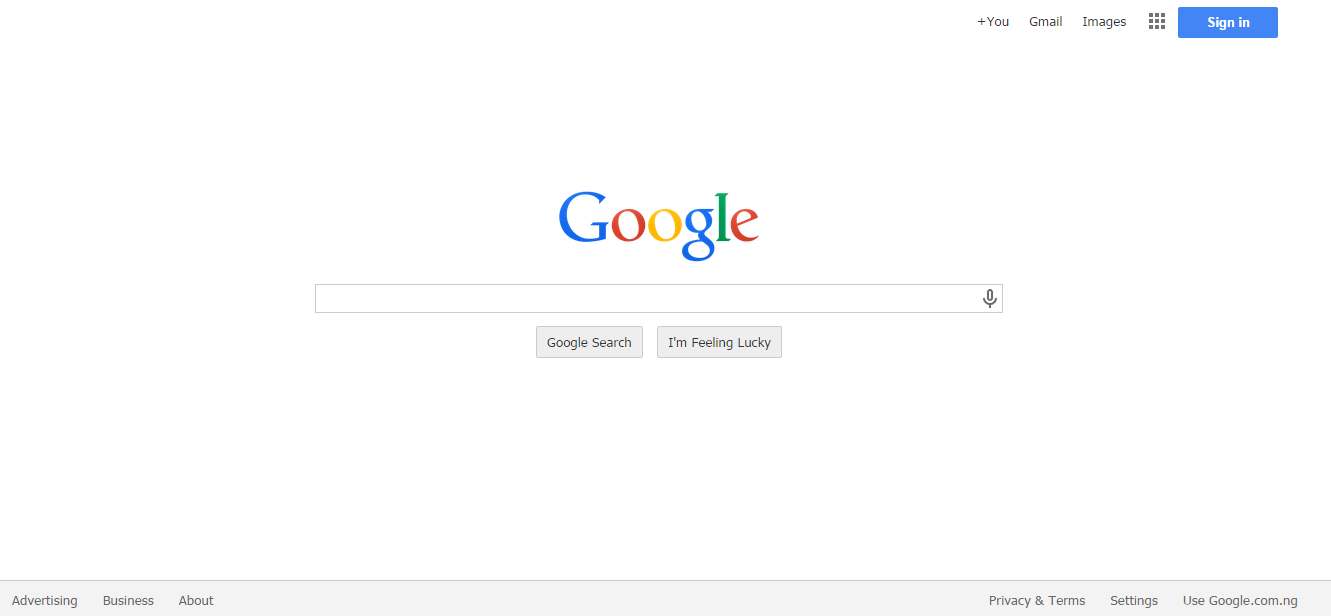 +You Gmail Images Sign in
Google
Google Search I'm Feeling Lucky
Advertising Business About Privacy & Terms Settings Use Google.com.ng